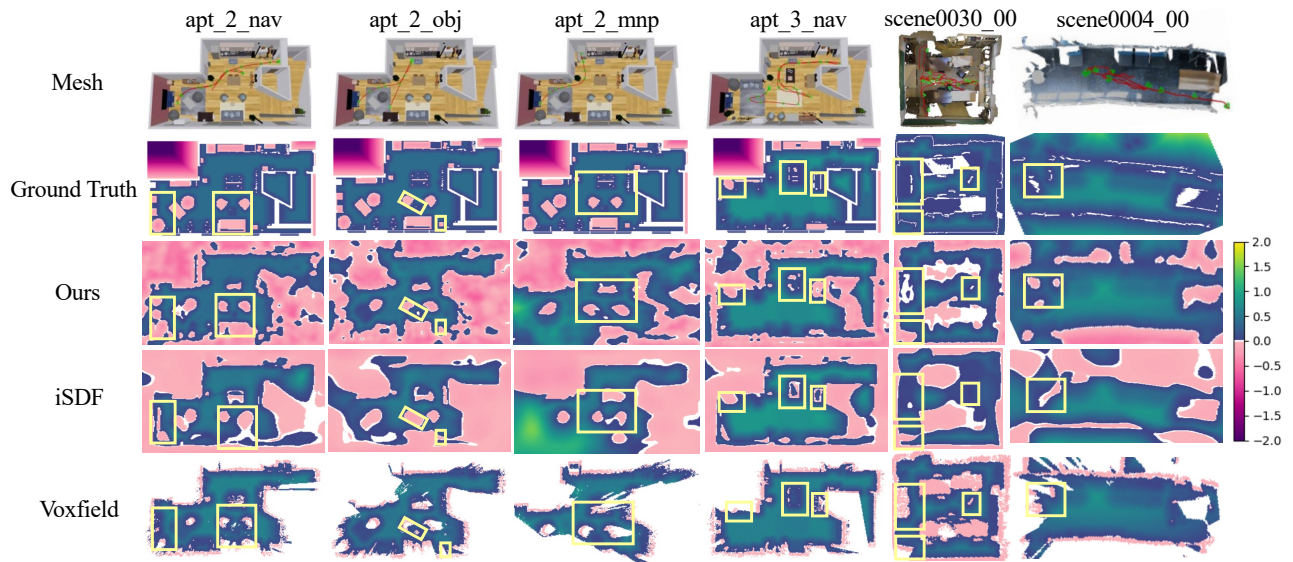 apt_2_nav apt_2_obj apt_2_mnp apt_3_nav scene0030_00 scene0004_00
Mesh
Ground Truth
Ours
iSDF
Voxfield
2.0
1.5
1.0
0.5
0.0
−0.5
−1.0
−1.5
−2.0